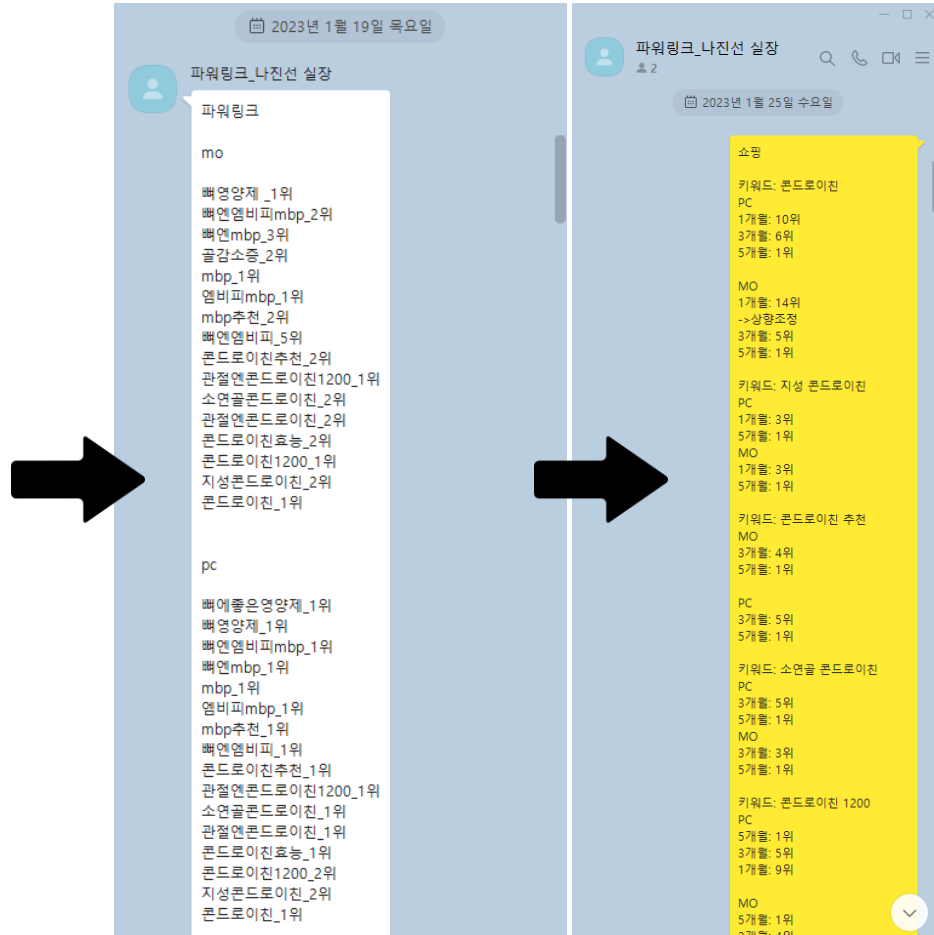 2023년 1월 19일 목요일
파워링크_나진선 실장
파워링크
mo
뼈영양제 _1위
뼈엔엠비피mbp_2위
뼈엔mbp_3위
골감소증_2위
mbp_1위
엠비피mbp_1위
mbp추천_2위
뼈엔엠비피_5위
콘드로이친추천_2위
관절엔콘드로이친1200_1위
소연골콘드로이친_2위
관절엔콘드로이친_2위
콘드로이친효능_2위
콘드로이친1200_1위
지성콘드로이친_2위
콘드로이친_1위
pc
뼈에좋은영양제_1위
뼈영양제_1위
뼈엔엠비피mbp_1위
뼈엔mbp_1위
mbp_1위
엠비피mbp_1위
mbp추천_1위
뼈엔엠비피_1위
콘드로이친추천_1위
관절엔콘드로이친1200_1위
소연골콘드로이친_1위
관절엔콘드로이친_1위
콘드로이친효능_1위
콘드로이친1200_2위
지성콘드로이친_2위
콘드로이친_1위
파워링크_나진선 실장
2
2023년 1월 25일 수요일
쇼핑
키워드: 콘드로이친
PC
1개월: 10위
3개월: 6위
5개월: 1위
MO
1개월: 14위
->상향조정
3개월: 5위
5개월: 1위
키워드: 지성 콘드로이친
PC
1개월: 3위
5개월: 1위
MO
1개월: 3위
5개월: 1위
키워드: 콘드로이친 추천
MO
3개월: 4위
5개월: 1위
PC
3개월: 5위
5개월: 1위
키워드: 소연골 콘드로이친
PC
3개월: 5위
5개월: 1위
MO
3개월: 3위
5개월: 1위
키워드: 콘드로이친 1200
PC
5개월: 1위
3개월: 5위
1개월: 9위
MO
5개월: 1위